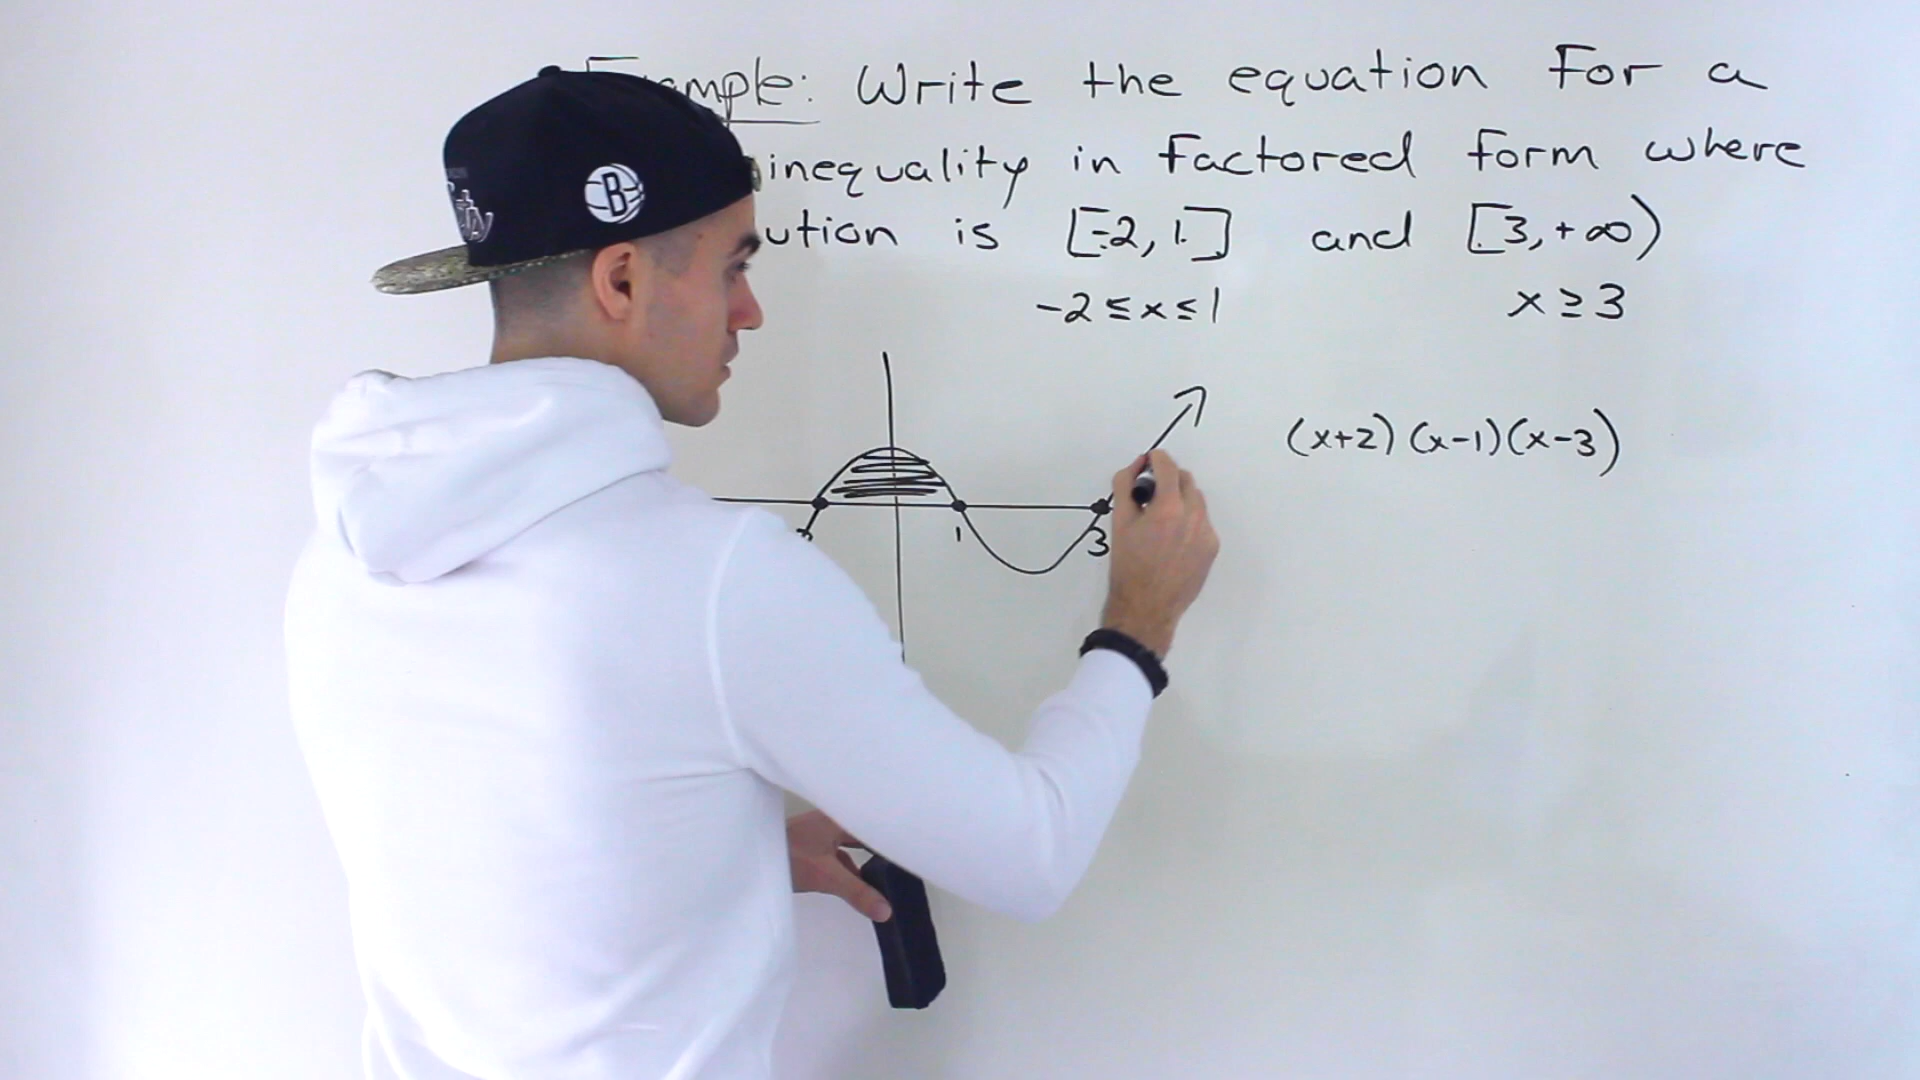 Example: Write the equation for a
inequality in factored form where
is [-2, 1] and [3, +∞)
-2 ≤ x ≤ 1 x ≥ 3
(x+2)(x-1)(x-3)
1 3
B